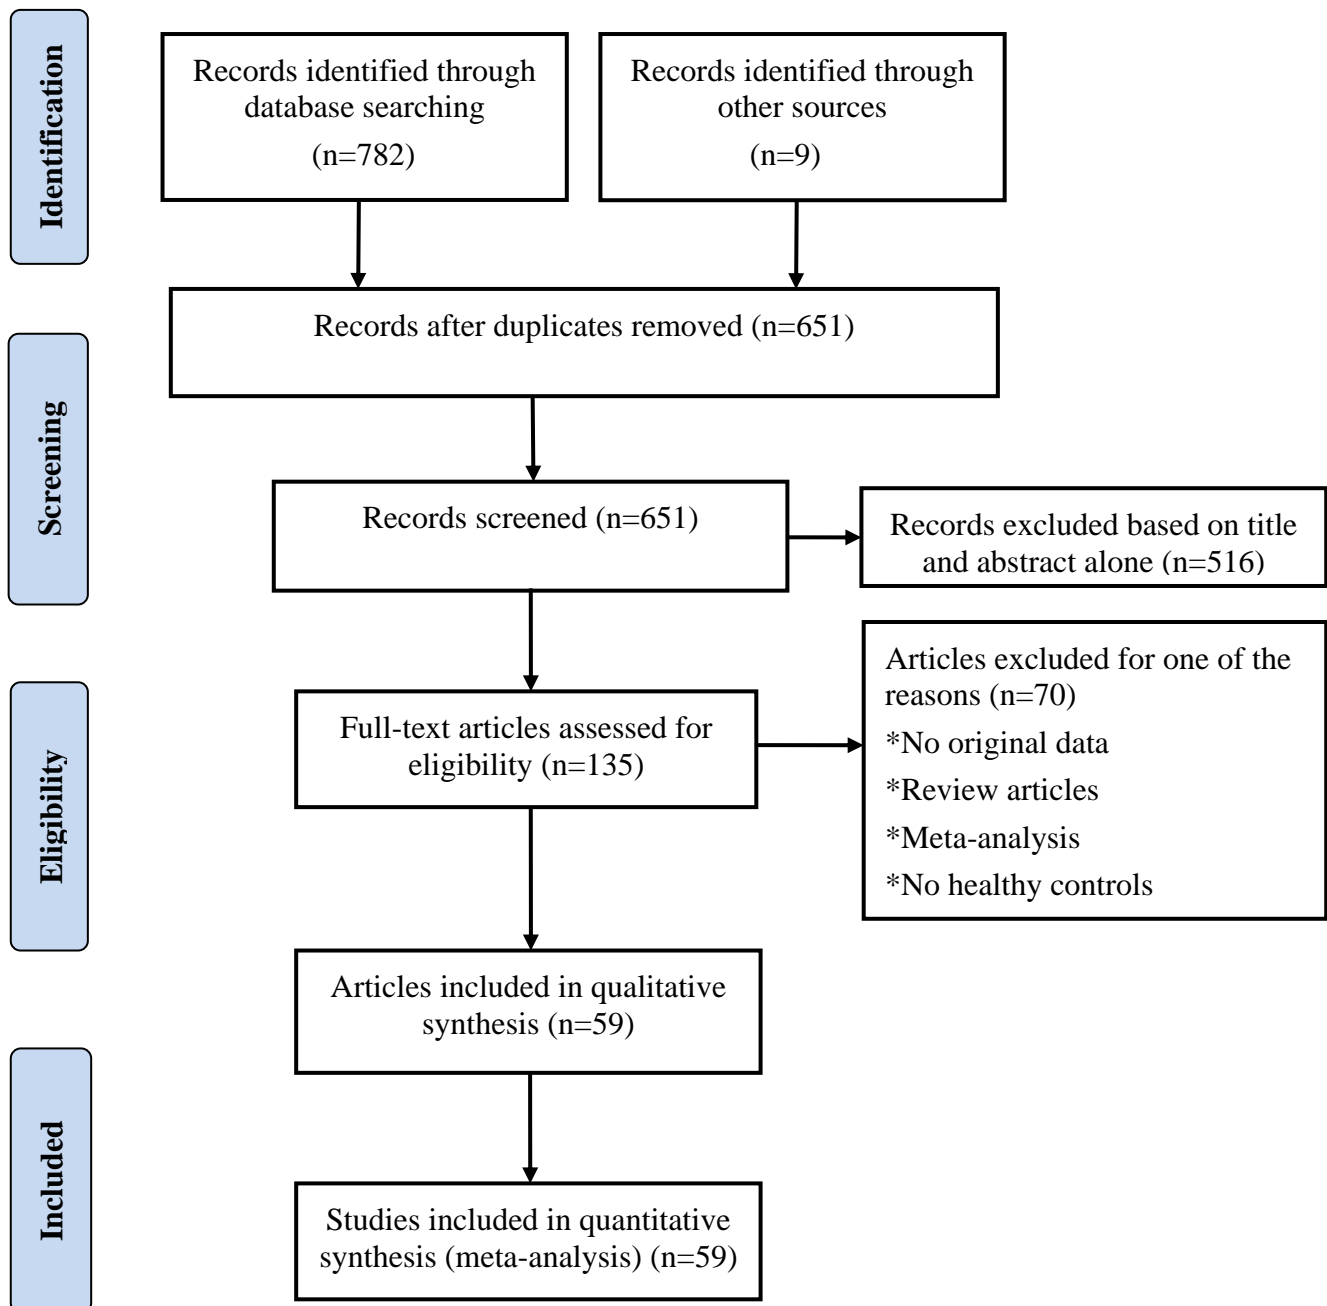 Identification
Records identified through
database searching
(n=782)
Records identified through
other sources
(n=9)
Records after duplicates removed (n=651)
Screening
Records screened (n=651)
Records excluded based on title
and abstract alone (n=516)
Eligibility
Full-text articles assessed for
eligibility (n=135)
Articles excluded for one of the
reasons (n=70)
*No original data
*Review articles
*Meta-analysis
*No healthy controls
Articles included in qualitative
synthesis (n=59)
Included
Studies included in quantitative
synthesis (meta-analysis) (n=59)